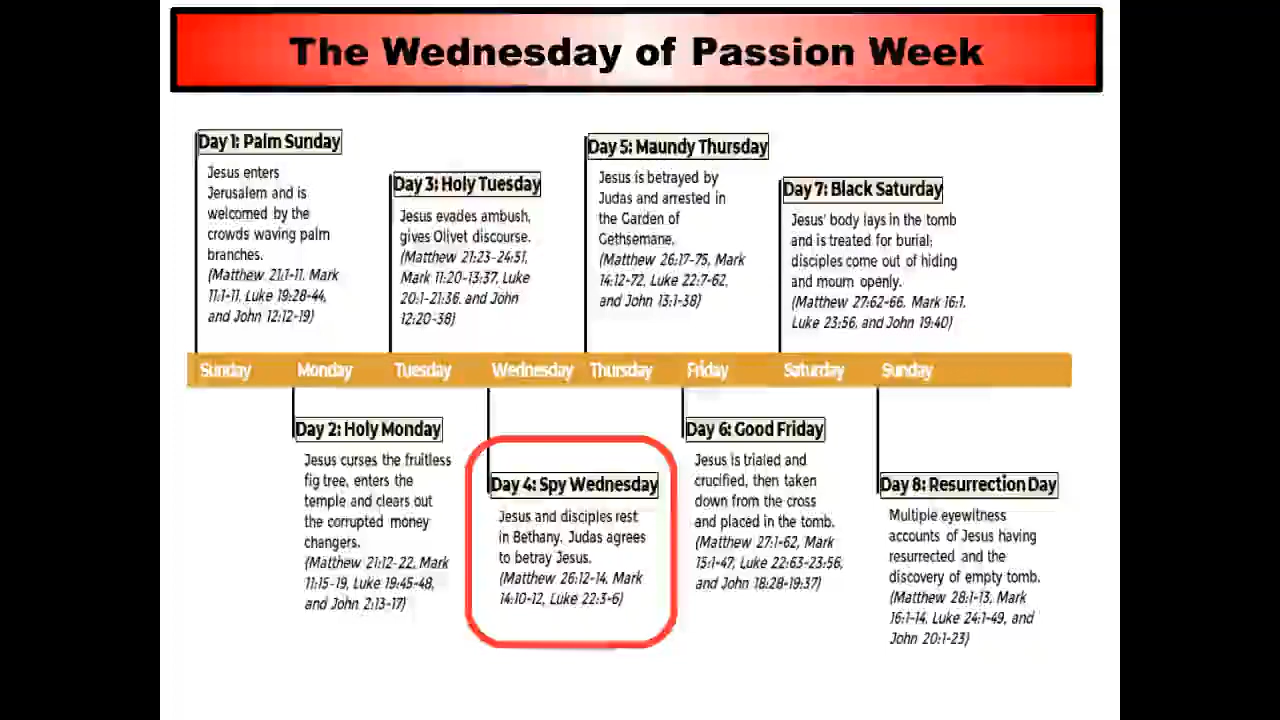 The Wednesday of Passion Week
Day 1: Palm Sunday
Jesus enters
Jerusalem and is
welcomed by the
crowds waving palm
branches.
(Matthew 21:1-11, Mark
11:1-11, Luke 19:28-44,
and John 12:12-19)
Day 3: Holy Tuesday
Jesus evades ambush,
gives Olivet discourse.
(Matthew 21:23-24:51,
Mark 11:20-13:37, Luke
20:1-21:36, and John
12:20-38)
Day 5: Maundy Thursday
Jesus is betrayed by
Judas and arrested in
the Garden of
Gethsemane.
(Matthew 26:17-75, Mark
14:12-72, Luke 22:7-62,
and John 13:1-38)
Day 7: Black Saturday
Jesus' body lays in the tomb
and is treated for burial;
disciples come out of hiding
and mourn openly.
(Matthew 27:62-66, Mark 16:1,
Luke 23:56, and John 19:40)
Sunday Monday Tuesday Wednesday Thursday Friday Saturday Sunday
Day 2: Holy Monday
Jesus curses the fruitless
fig tree, enters the
temple and clears out
the corrupted money
changers.
(Matthew 21:12-22, Mark
11:15-19, Luke 19:45-48,
and John 2:13-17)
Day 4: Spy Wednesday
Jesus and disciples rest
in Bethany. Judas agrees
to betray Jesus.
(Matthew 26:12-14, Mark
14:10-12, Luke 22:3-6)
Day 6: Good Friday
Jesus is trialed and
crucified, then taken
down from the cross
and placed in the tomb.
(Matthew 27:1-62, Mark
15:1-47, Luke 22:63-23:56,
and John 18:28-19:37)
Day 8: Resurrection Day
Multiple eyewitness
accounts of Jesus having
resurrected and the
discovery of empty tomb.
(Matthew 28:1-13, Mark
16:1-14, Luke 24:1-49, and
John 20:1-23)